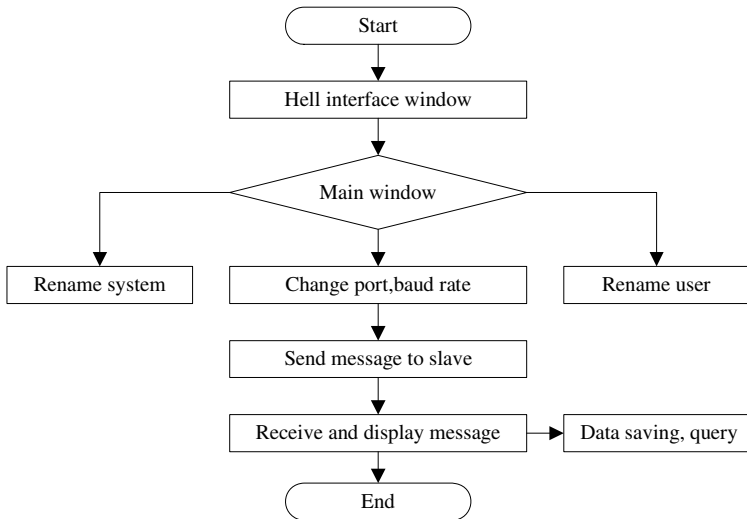 Start
Hell interface window
Main window
Rename system
Change port,baud rate
Rename user
Send message to slave
Receive and display message
Data saving, query
End